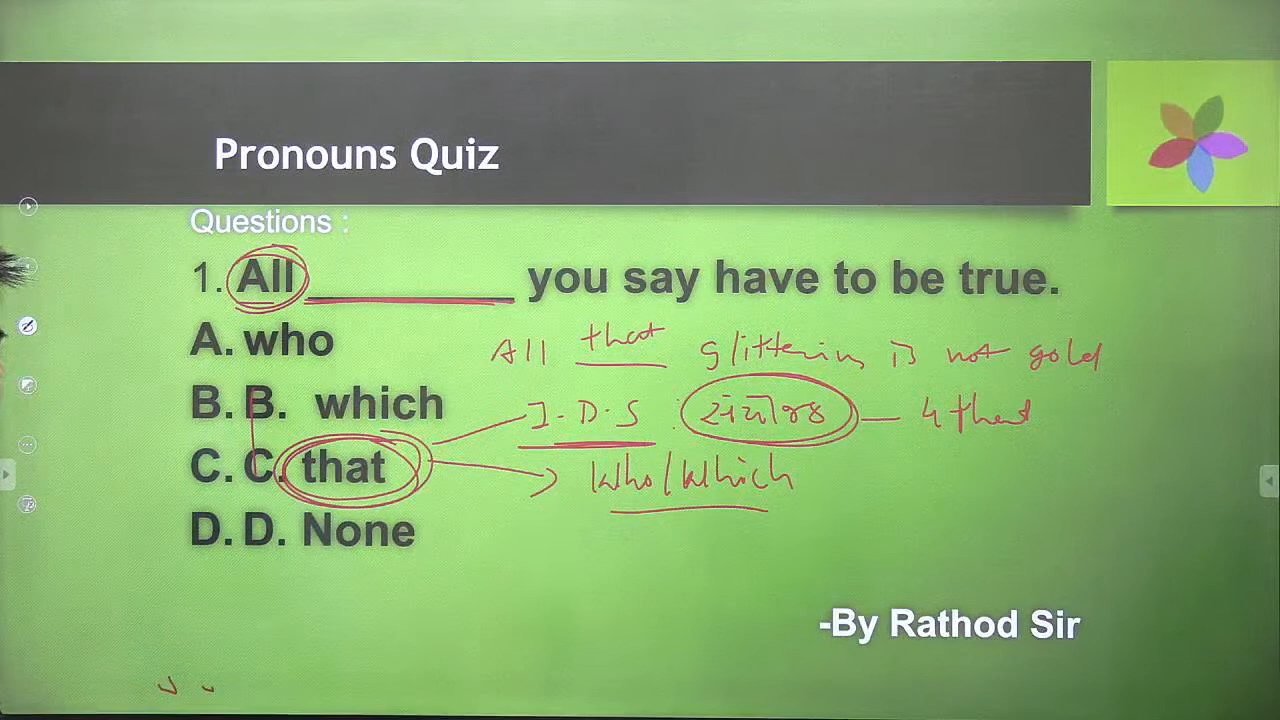 Pronouns Quiz
Questions :
1. All __________ you say have to be true.
A. who
All that glittering is not gold
B. B. which
I.D.S :
4 that
C. C. that
Who/Which
D. D. None
-By Rathod Sir